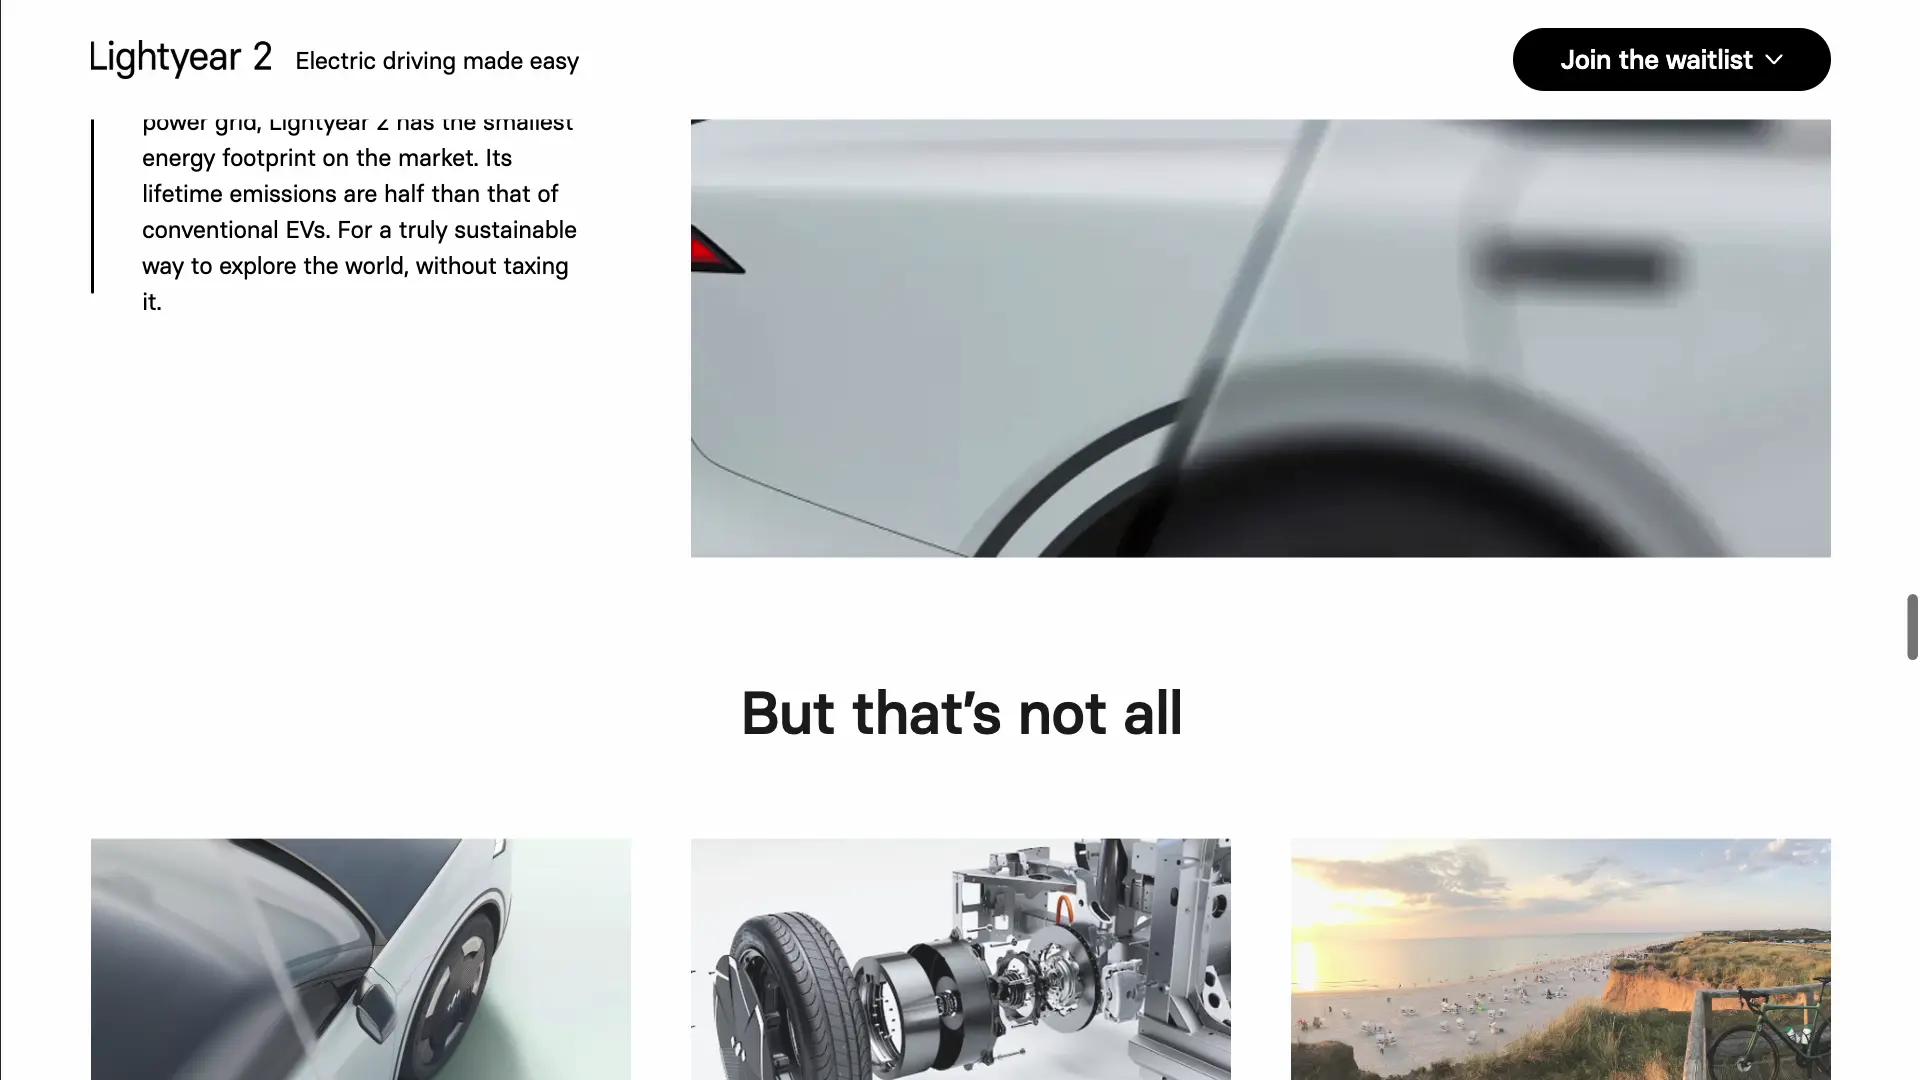 Lightyear 2 Electric driving made easy
Join the waitlist
power grid, Lightyear 2 has the smallest
energy footprint on the market. Its
lifetime emissions are half than that of
conventional EVs. For a truly sustainable
way to explore the world, without taxing
it.
But that’s not all